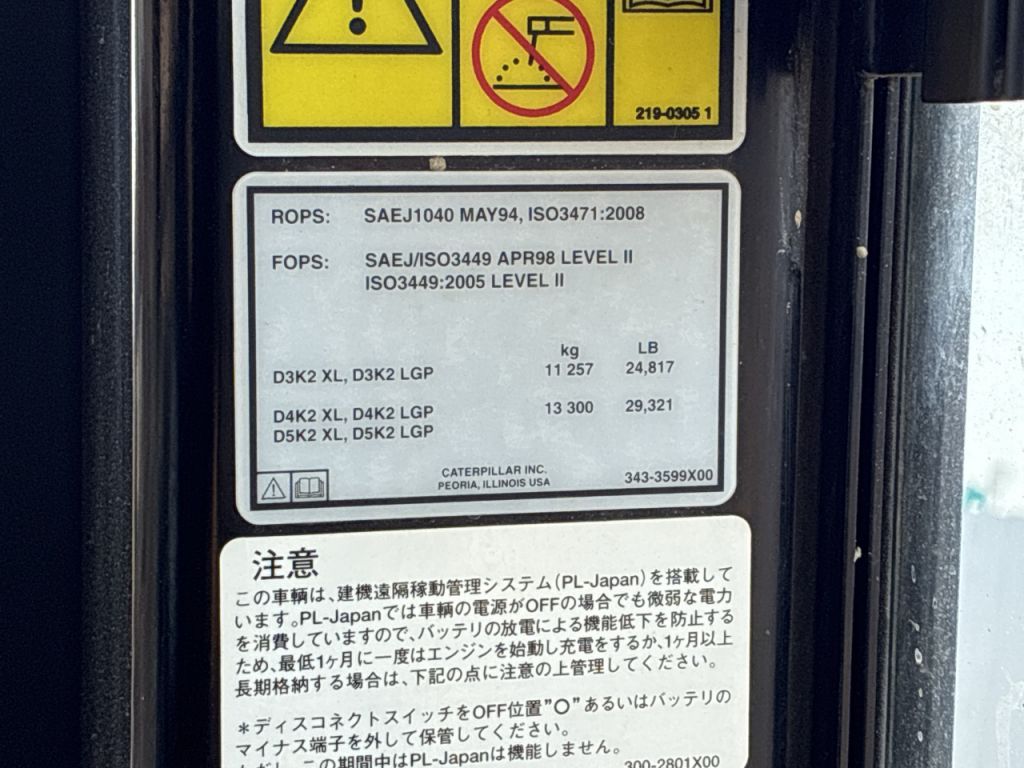 219-0305 1
ROPS: SAEJ1040 MAY94, ISO3471:2008
FOPS: SAEJ/ISO3449 APR98 LEVEL II
ISO3449:2005 LEVEL II
kg LB
D3K2 XL, D3K2 LGP 11 257 24,817
D4K2 XL, D4K2 LGP 13 300 29,321
D5K2 XL, D5K2 LGP
CATERPILLAR INC.
PEORIA, ILLINOIS USA 343-3599X00
注意
この車輌は、建機遠隔稼動管理システム(PL-Japan)を搭載して
います。PL-Japanでは車輌の電源がOFFの場合でも微弱な電力
を消費していますので、バッテリの放電による機能低下を防止する
ため、最低1ヶ月に一度はエンジンを始動し充電をするか、1ヶ月以上
長期格納する場合は、下記の点に注意の上管理してください。
*ディスコネクトスイッチをOFF位置"O"あるいはバッテリの
マイナス端子を外して保管してください。
ただし、この期間中はPL-Japanは機能しません。
300-2801X00